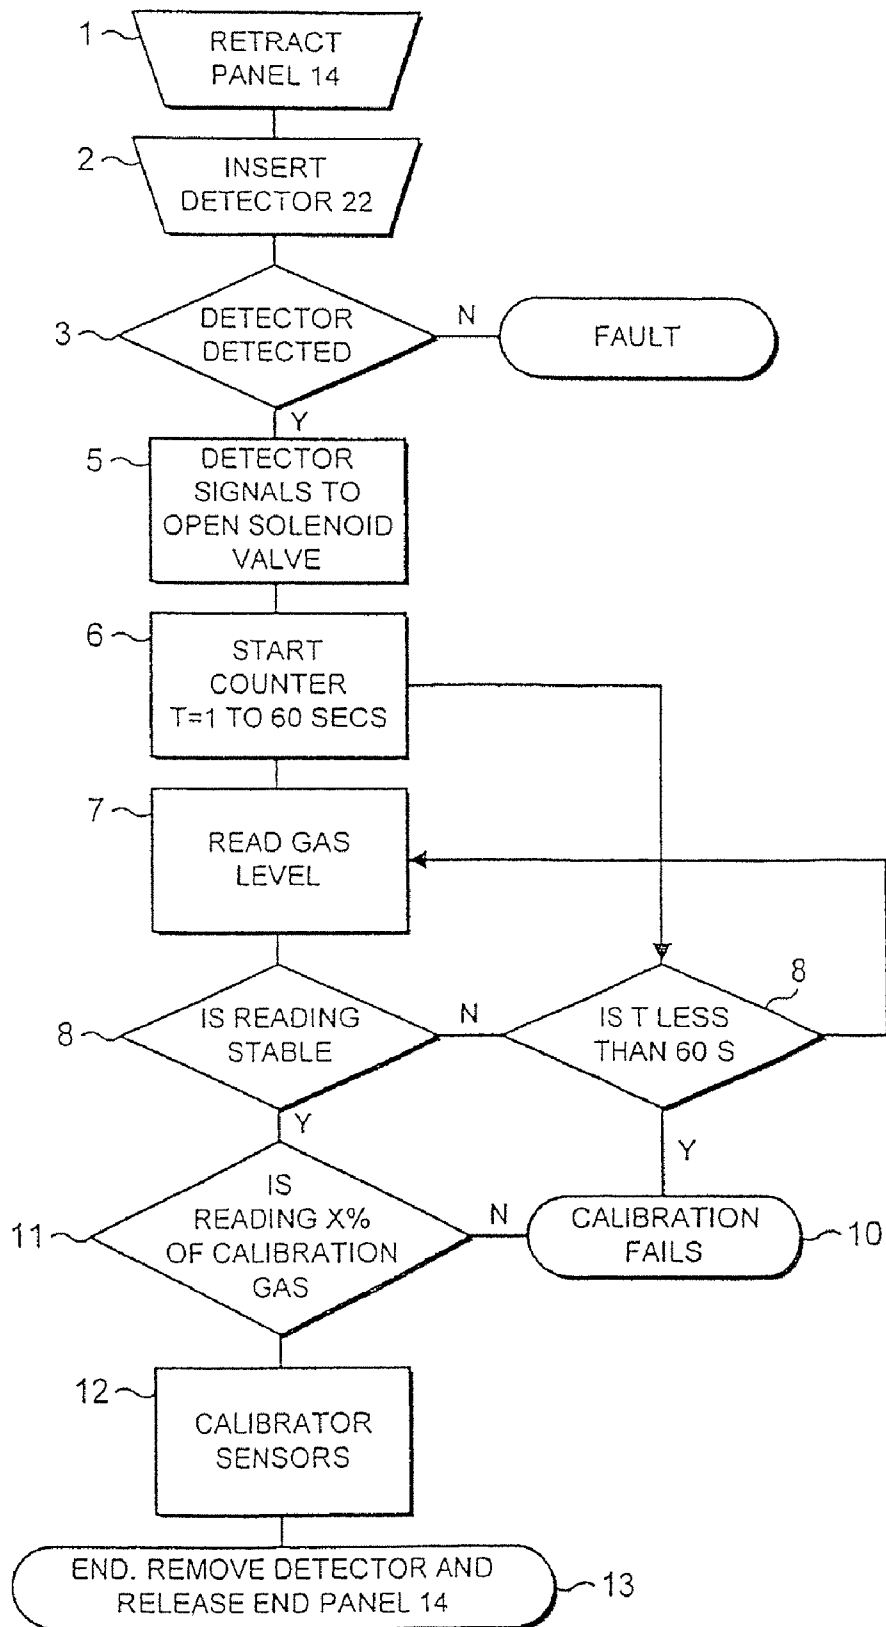 1
RETRACT
PANEL 14
2
INSERT
DETECTOR 22
3
DETECTOR
DETECTED
N
FAULT
Y
5
DETECTOR
SIGNALS TO
OPEN SOLENOID
VALVE
6
START
COUNTER
T=1 TO 60 SECS
7
READ GAS
LEVEL
8
IS READING
STABLE
N
8
IS T LESS
THAN 60 S
Y
Y
11
IS
READING X%
OF CALIBRATION
GAS
N
CALIBRATION
FAILS
10
12
CALIBRATOR
SENSORS
END. REMOVE DETECTOR AND
RELEASE END PANEL 14
13